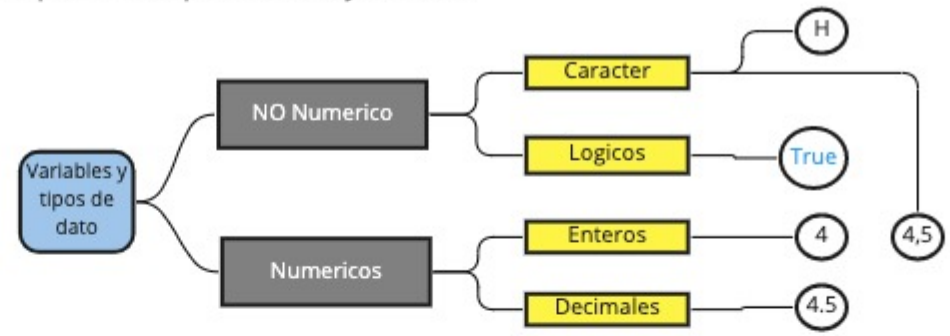 H
Caracter
NO Numerico
Logicos
True
Variables y
tipos de
dato
Enteros
4
4,5
Numericos
Decimales
4.5